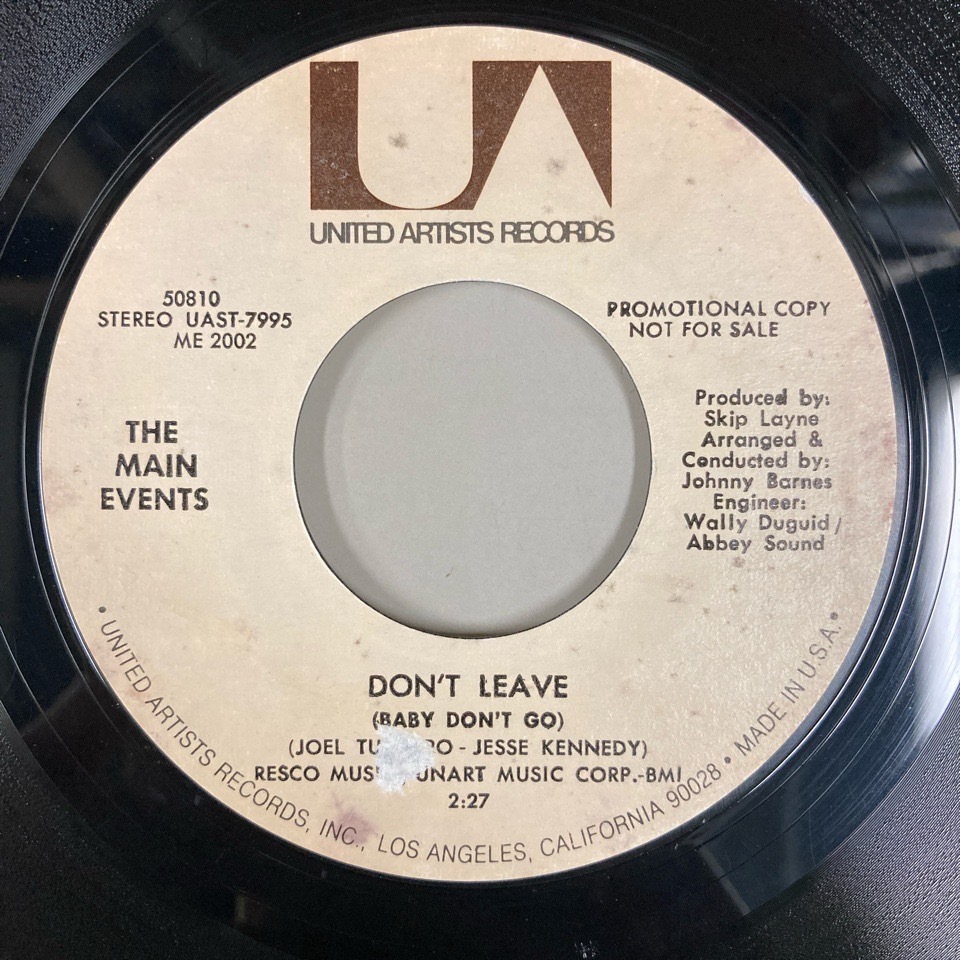 UA
UNITED ARTISTS RECORDS
50810
STEREO UAST-7995
ME 2002
PROMOTIONAL COPY
NOT FOR SALE
THE
MAIN
EVENTS
Produced by:
Skip Layne
Arranged &
Conducted by:
Johnny Barnes
Engineer:
Wally Duguid/
Abbey Sound
DON'T LEAVE
(BABY DON'T GO)
(JOEL - JESSE KENNEDY)
RESCO UNART MUSIC CORP.-BMI
2:27
• UNITED ARTISTS RECORDS, INC., LOS ANGELES, CALIFORNIA 90028 • MADE IN U.S.A. •